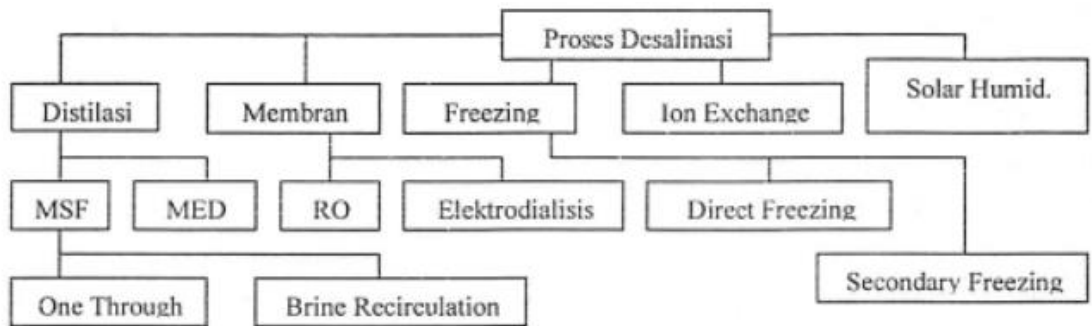 Proses Desalinasi
Distilasi
Membran
Freezing
Ion Exchange
Solar Humid.
MSF
MED
RO
Elektrodialisis
Direct Freezing
Secondary Freezing
One Through
Brine Recirculation